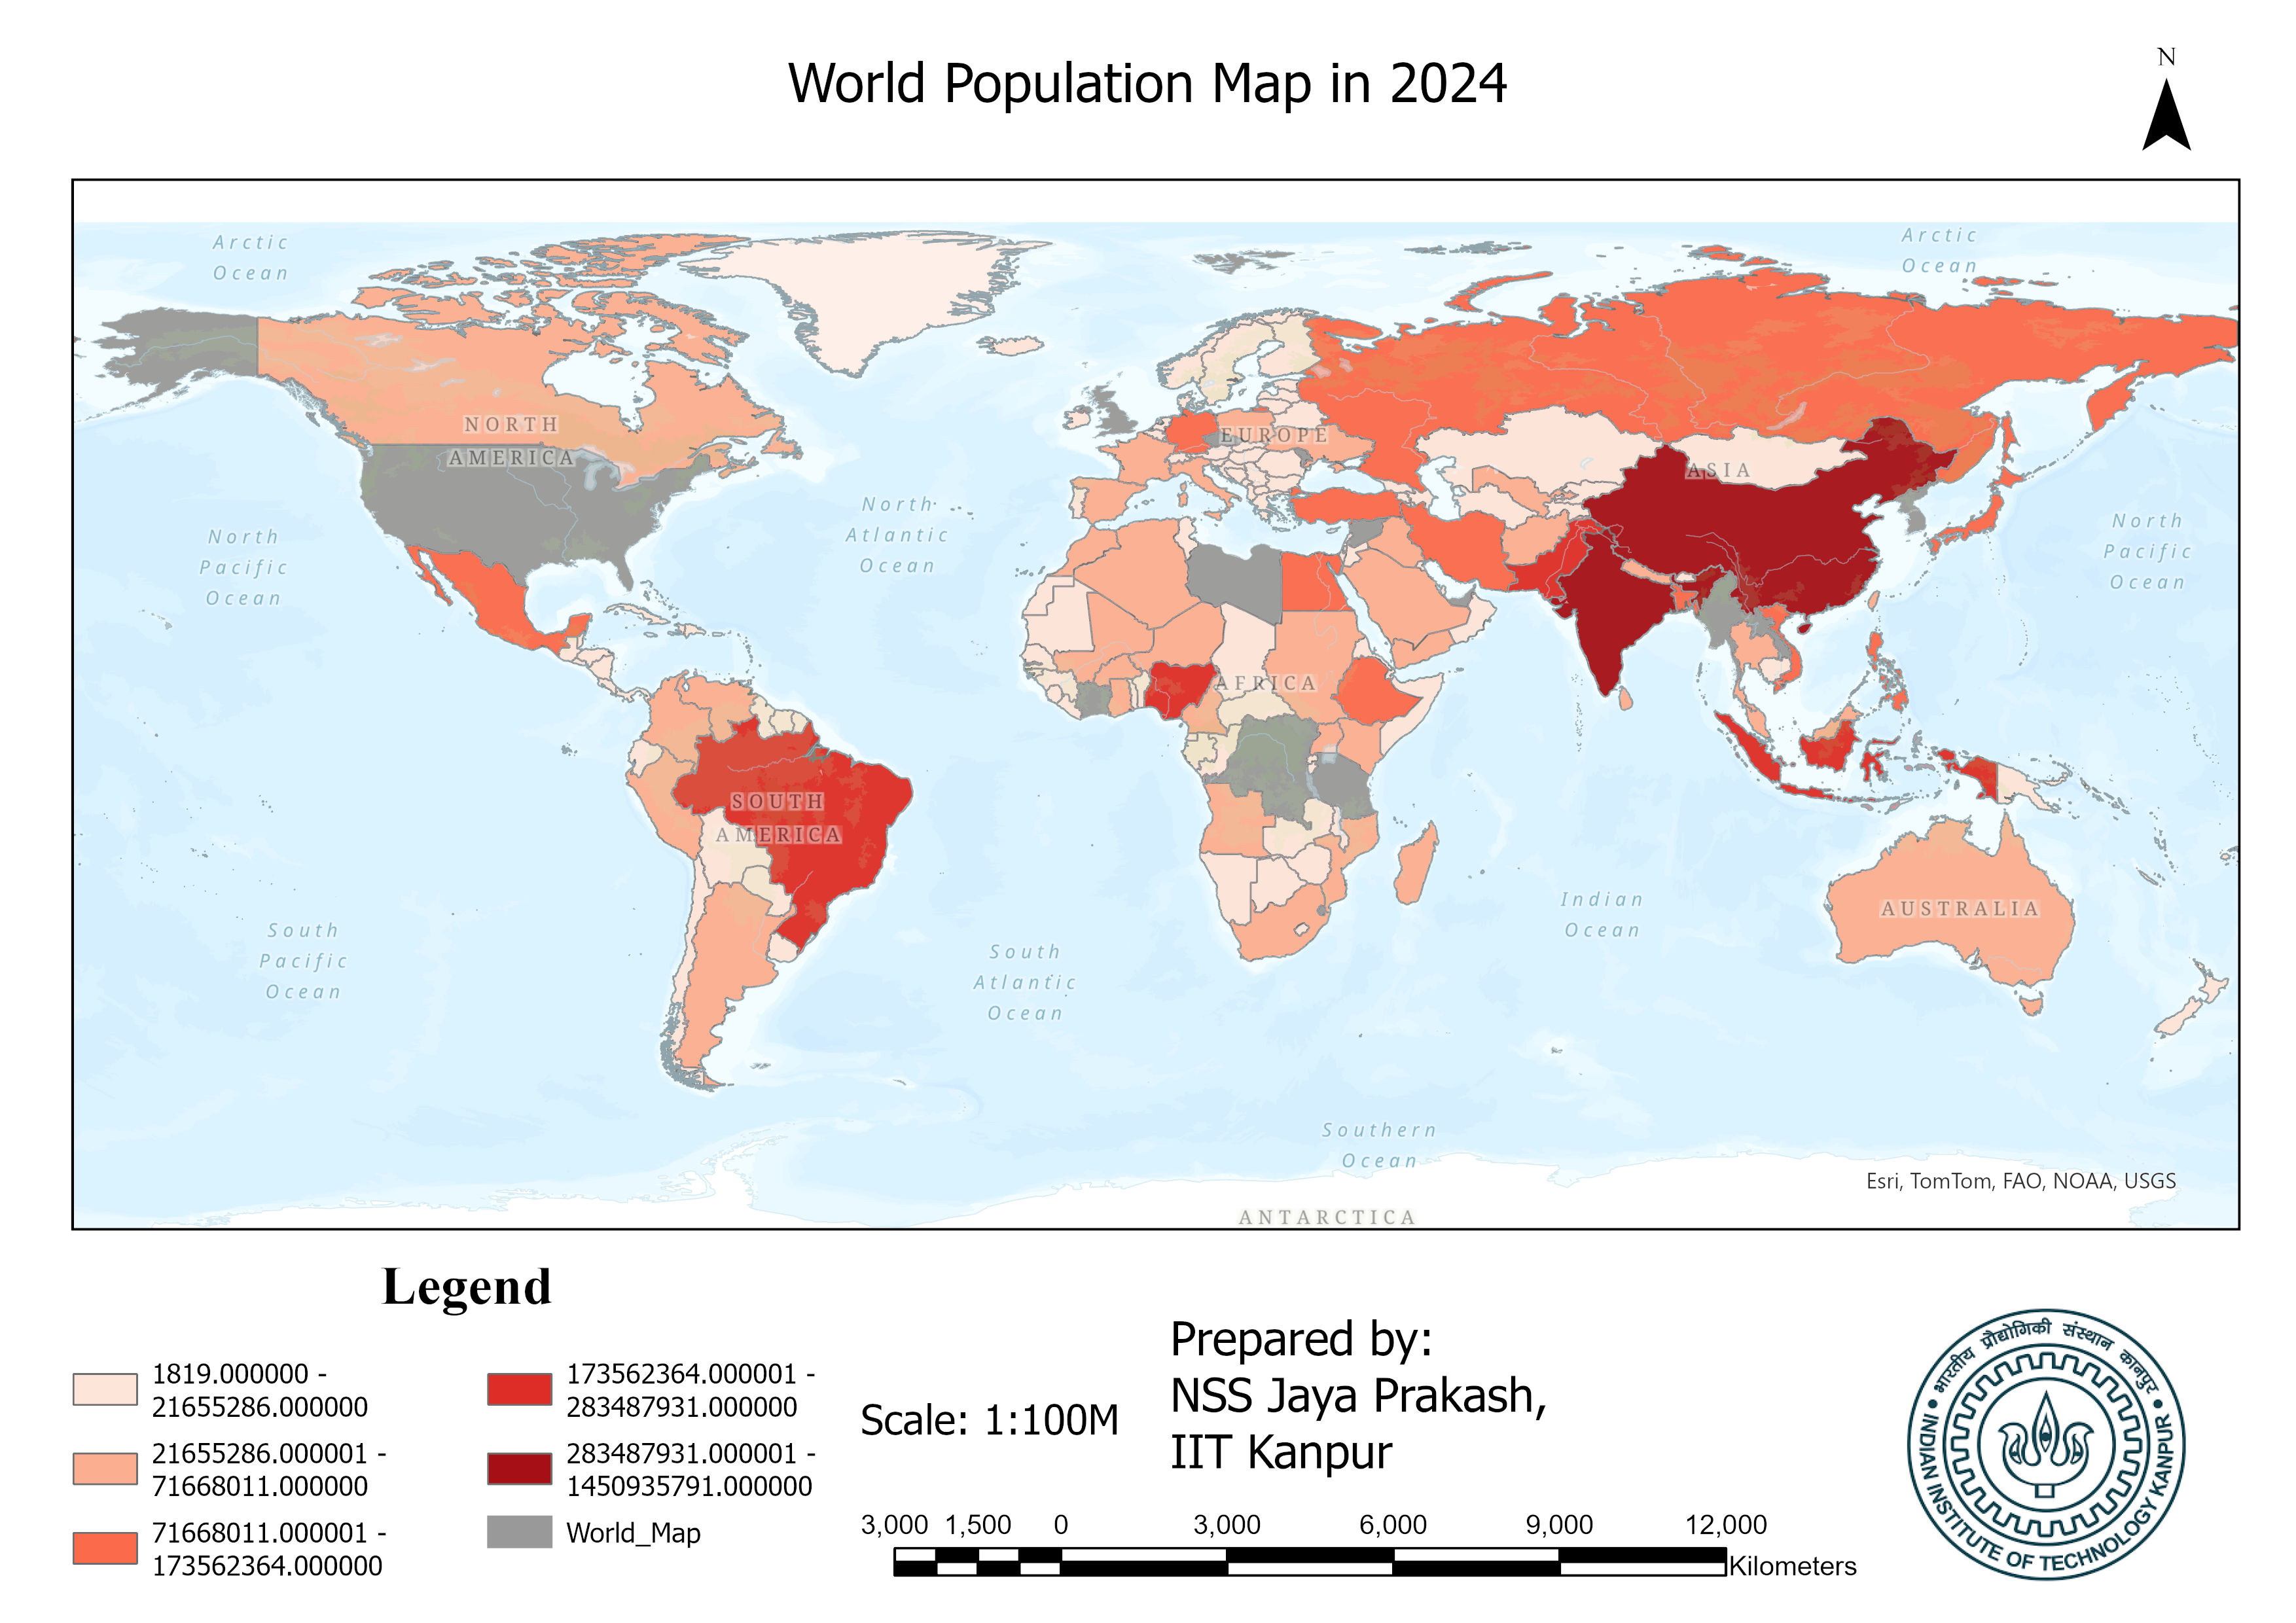 World Population Map in 2024
N
Arctic
Ocean
Arctic
Ocean
NORTH
AMERICA
EUROPE
ASIA
North
Atlantic
Ocean
North
Pacific
Ocean
North
Pacific
Ocean
AFRICA
SOUTH
AMERICA
Indian
Ocean
AUSTRALIA
South
Pacific
Ocean
South
Atlantic
Ocean
Southern
Ocean
Esri, TomTom, FAO, NOAA, USGS
ANTARCTICA
Legend
1819.000000 -
21655286.000000
21655286.000001 -
71668011.000000
71668011.000001 -
173562364.000000
173562364.000001 -
283487931.000000
283487931.000001 -
1450935791.000000
World_Map
Scale: 1:100M
Prepared by:
NSS Jaya Prakash,
IIT Kanpur
3,000 1,500 0 3,000 6,000 9,000 12,000
Kilometers
भारतीय प्रौद्योगिकी संस्थान कानपुर
INDIAN INSTITUTE OF TECHNOLOGY KANPUR